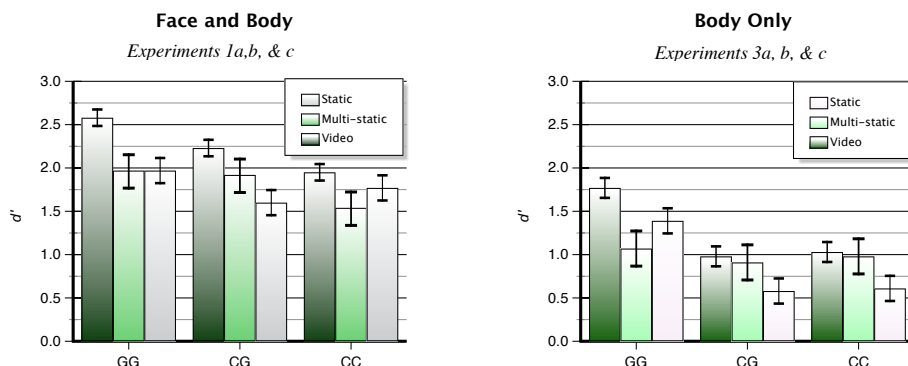 Face and Body
Experiments 1a,b, & c
3.0
2.5
2.0
1.5
1.0
0.5
0.0
d'
Static
Multi-static
Video
GG
CG
CC
Body Only
Experiments 3a, b, & c
3.0
2.5
2.0
1.5
1.0
0.5
0.0
d'
Static
Multi-static
Video
GG
CG
CC